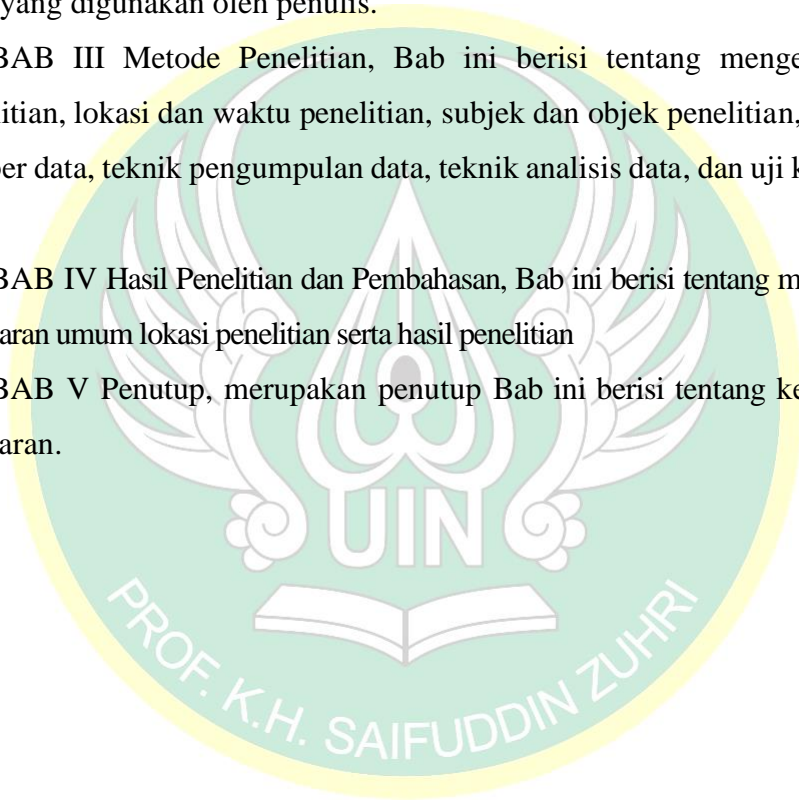 yang digunakan oleh penulis.
BAB III Metode Penelitian, Bab ini berisi tentang menge
litian, lokasi dan waktu penelitian, subjek dan objek penelitian,
ber data, teknik pengumpulan data, teknik analisis data, dan uji k
BAB IV Hasil Penelitian dan Pembahasan, Bab ini berisi tentang m
aran umum lokasi penelitian serta hasil penelitian
BAB V Penutup, merupakan penutup Bab ini berisi tentang ke
aran.
UIN
PROF. K.H. SAIFUDDIN ZUHRI